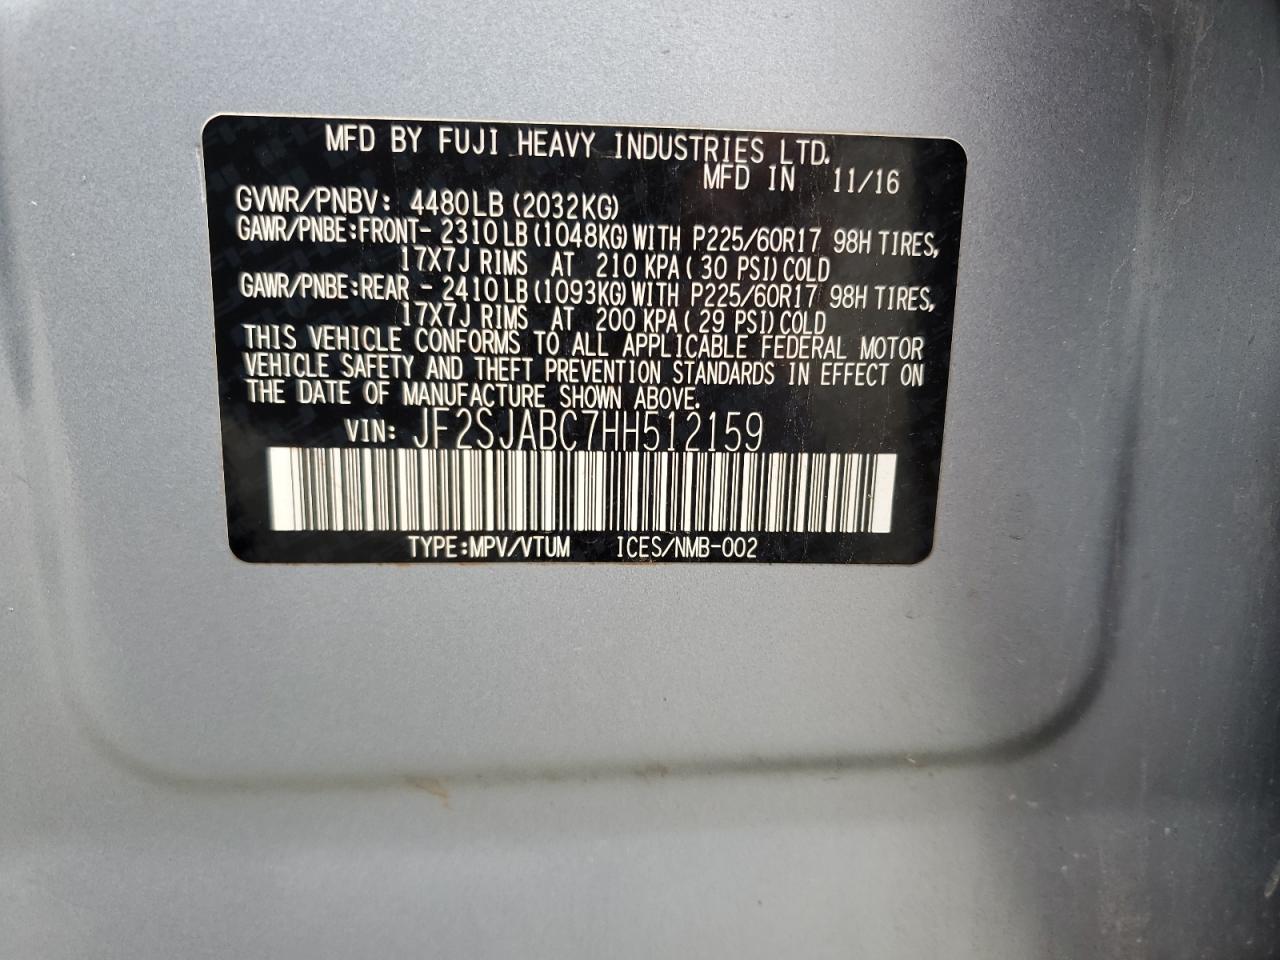 MFD BY FUJI HEAVY INDUSTRIES LTD.
MFD IN 11/16
GVWR/PNBV: 4480LB(2032KG)
GAWR/PNBE:FRONT- 2310LB(1048KG)WITH P225/60R17 98H TIRES,
17X7J RIMS AT 210 KPA(30 PSI)COLD
GAWR/PNBE:REAR - 2410LB(1093KG)WITH P225/60R17 98H TIRES,
17X7J RIMS AT 200 KPA(29 PSI)COLD
THIS VEHICLE CONFORMS TO ALL APPLICABLE FEDERAL MOTOR
VEHICLE SAFETY AND THEFT PREVENTION STANDARDS IN EFFECT ON
THE DATE OF MANUFACTURE SHOWN ABOVE.
VIN: JF2SJABC7HH512159
TYPE:MPV/VTUM ICES/NMB-002